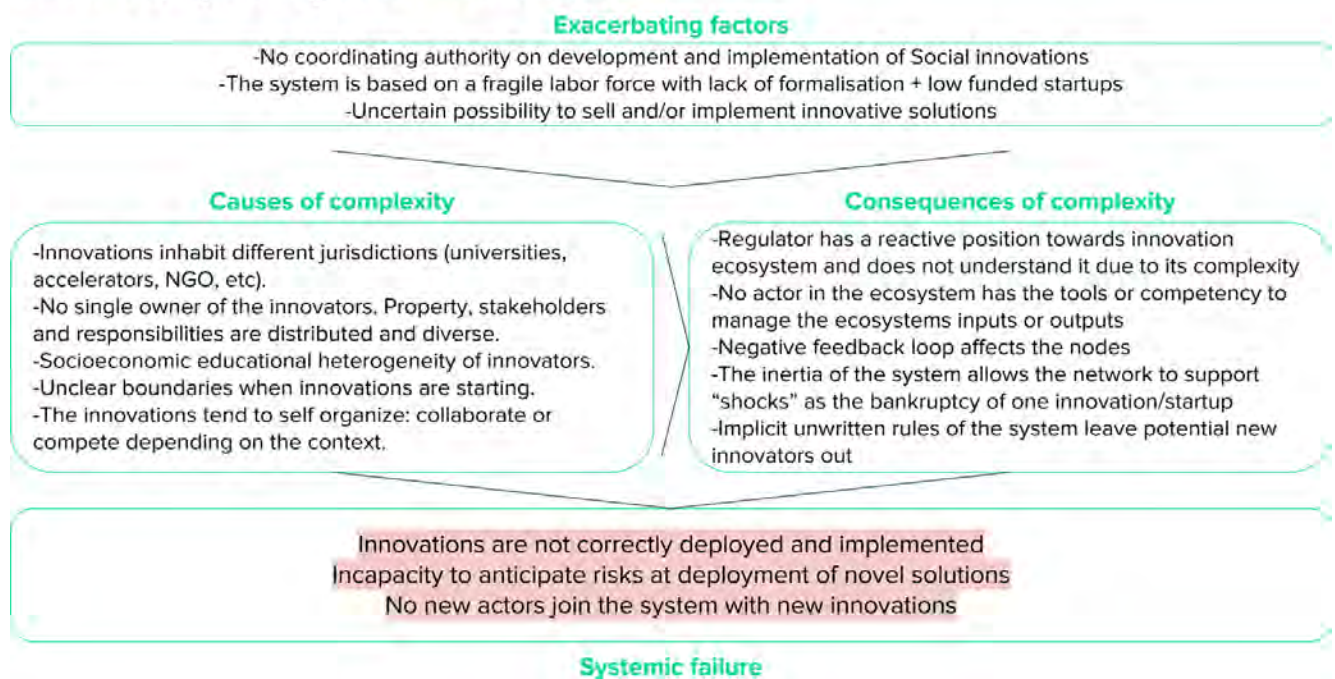 Exacerbating factors
-No coordinating authority on development and implementation of Social innovations
-The system is based on a fragile labor force with lack of formalisation + low funded startups
-Uncertain possibility to sell and/or implement innovative solutions
Causes of complexity
-Innovations inhabit different jurisdictions (universities,
accelerators, NGO, etc).
-No single owner of the innovators. Property, stakeholders
and responsibilities are distributed and diverse.
-Socioeconomic educational heterogeneity of innovators.
-Unclear boundaries when innovations are starting.
-The innovations tend to self organize: collaborate or
compete depending on the context.
Consequences of complexity
-Regulator has a reactive position towards innovation
ecosystem and does not understand it due to its complexity
-No actor in the ecosystem has the tools or competency to
manage the ecosystems inputs or outputs
-Negative feedback loop affects the nodes
-The inertia of the system allows the network to support
“shocks” as the bankruptcy of one innovation/startup
-Implicit unwritten rules of the system leave potential new
innovators out
Innovations are not correctly deployed and implemented
Incapacity to anticipate risks at deployment of novel solutions
No new actors join the system with new innovations
Systemic failure